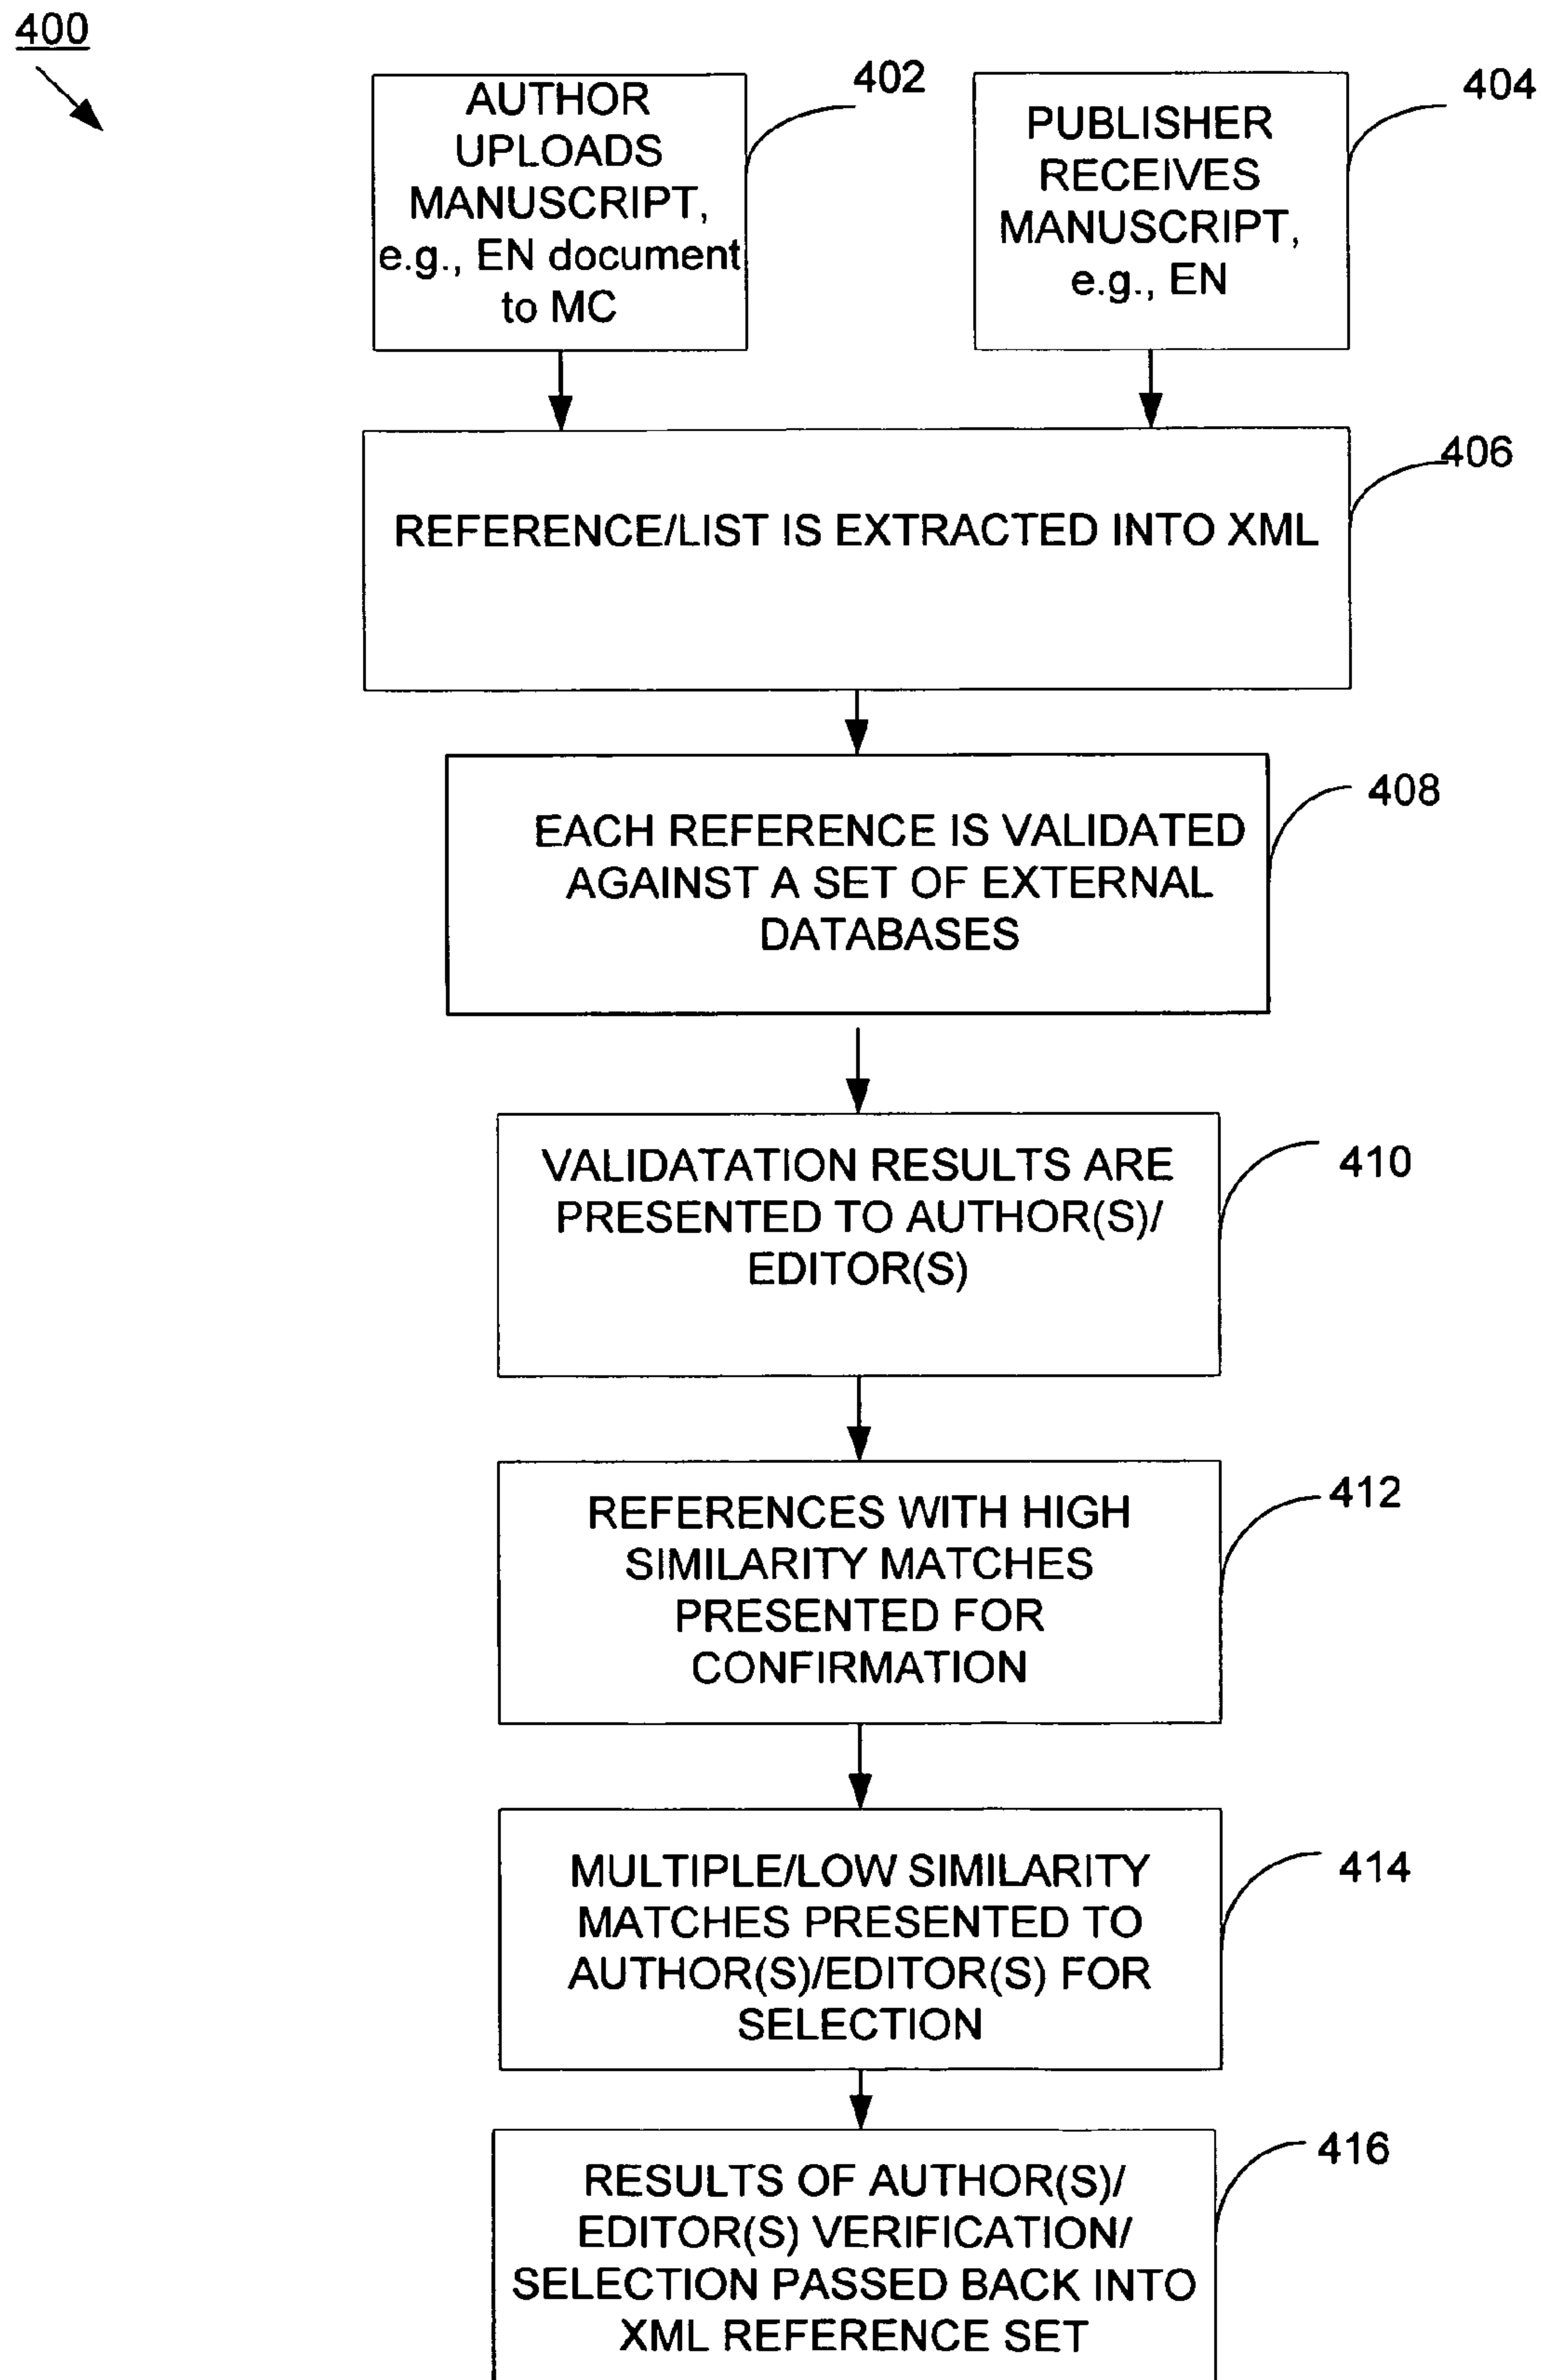 400
402
AUTHOR
UPLOADS
MANUSCRIPT,
e.g., EN document
to MC
404
PUBLISHER
RECEIVES
MANUSCRIPT,
e.g., EN
406
REFERENCE/LIST IS EXTRACTED INTO XML
408
EACH REFERENCE IS VALIDATED
AGAINST A SET OF EXTERNAL
DATABASES
410
VALIDATATION RESULTS ARE
PRESENTED TO AUTHOR(S)/
EDITOR(S)
412
REFERENCES WITH HIGH
SIMILARITY MATCHES
PRESENTED FOR
CONFIRMATION
414
MULTIPLE/LOW SIMILARITY
MATCHES PRESENTED TO
AUTHOR(S)/EDITOR(S) FOR
SELECTION
416
RESULTS OF AUTHOR(S)/
EDITOR(S) VERIFICATION/
SELECTION PASSED BACK INTO
XML REFERENCE SET